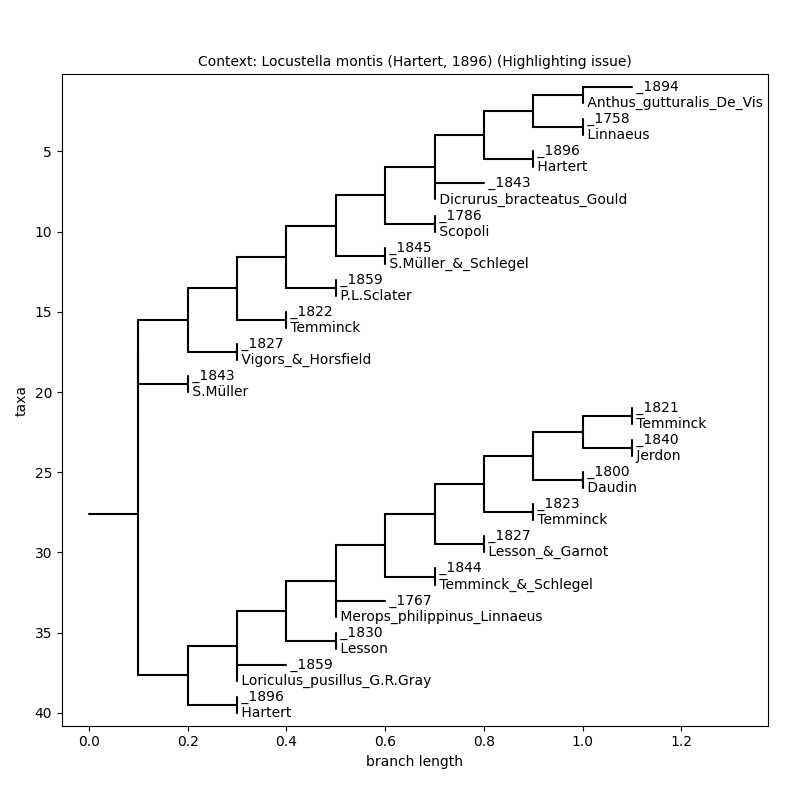 Context: Locustella montis (Hartert, 1896) (Highlighting issue)
_1894
Anthus_gutturalis_De_Vis
_1758
Linnaeus
_1896
Hartert
_1843
Dicrurus_bracteatus_Gould
_1786
Scopoli
_1845
S.Müller_&_Schlegel
_1859
P.L.Sclater
_1822
Temminck
_1827
Vigors_&_Horsfield
_1843
S.Müller
_1821
Temminck
_1840
Jerdon
_1800
Daudin
_1823
Temminck
_1827
Lesson_&_Garnot
_1844
Temminck_&_Schlegel
_1767
Merops_philippinus_Linnaeus
_1830
Lesson
_1859
Loriculus_pusillus_G.R.Gray
_1896
Hartert
5
10
15
20
25
30
35
40
taxa
0.0 0.2 0.4 0.6 0.8 1.0 1.2
branch length